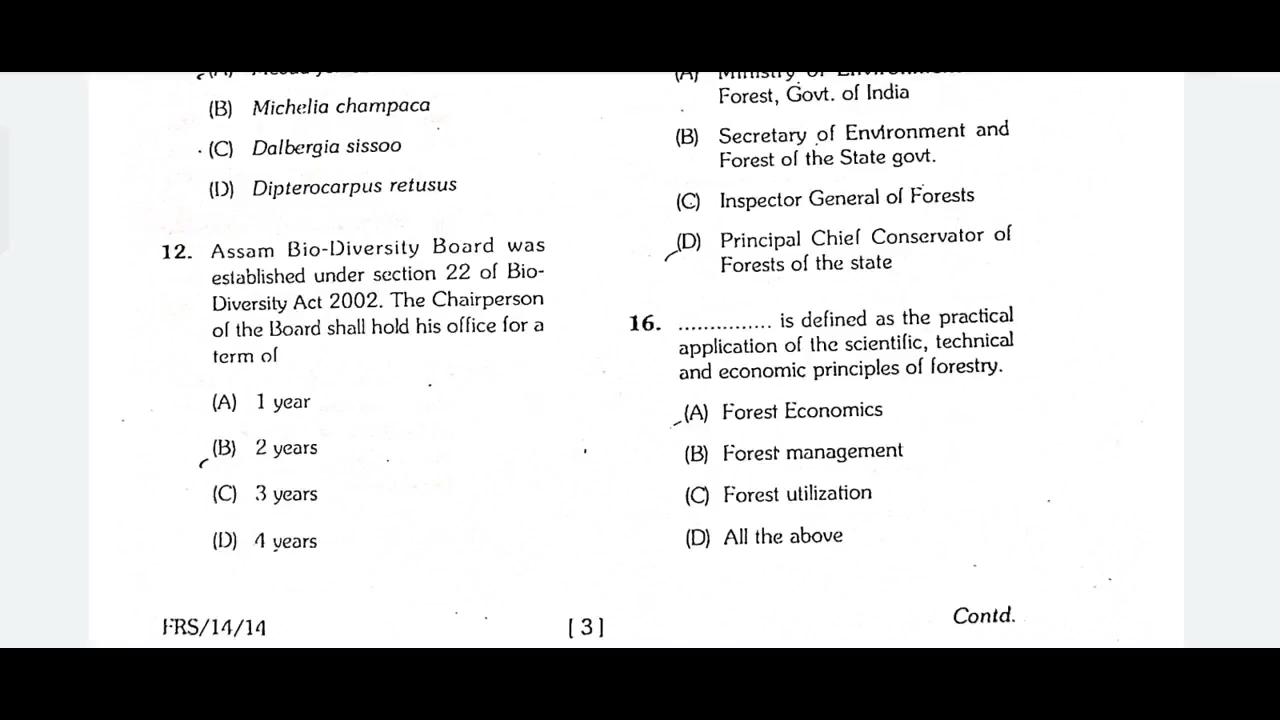 (B) Michelia champaca
(C) Dalbergia sissoo
(D) Dipterocarpus retusus
12. Assam Bio-Diversity Board was
established under section 22 of Bio-
Diversity Act 2002. The Chairperson
of the Board shall hold his office for a
term of
(A) 1 year
(B) 2 years
(C) 3 years
(D) 4 years
(A) Ministry of Environment
Forest, Govt. of India
(B) Secretary of Environment and
Forest of the State govt.
(C) Inspector General of Forests
(D) Principal Chief Conservator of
Forests of the state
16. ............... is defined as the practical
application of the scientific, technical
and economic principles of forestry.
(A) Forest Economics
(B) Forest management
(C) Forest utilization
(D) All the above
FRS/14/14
[ 3 ]
Contd.